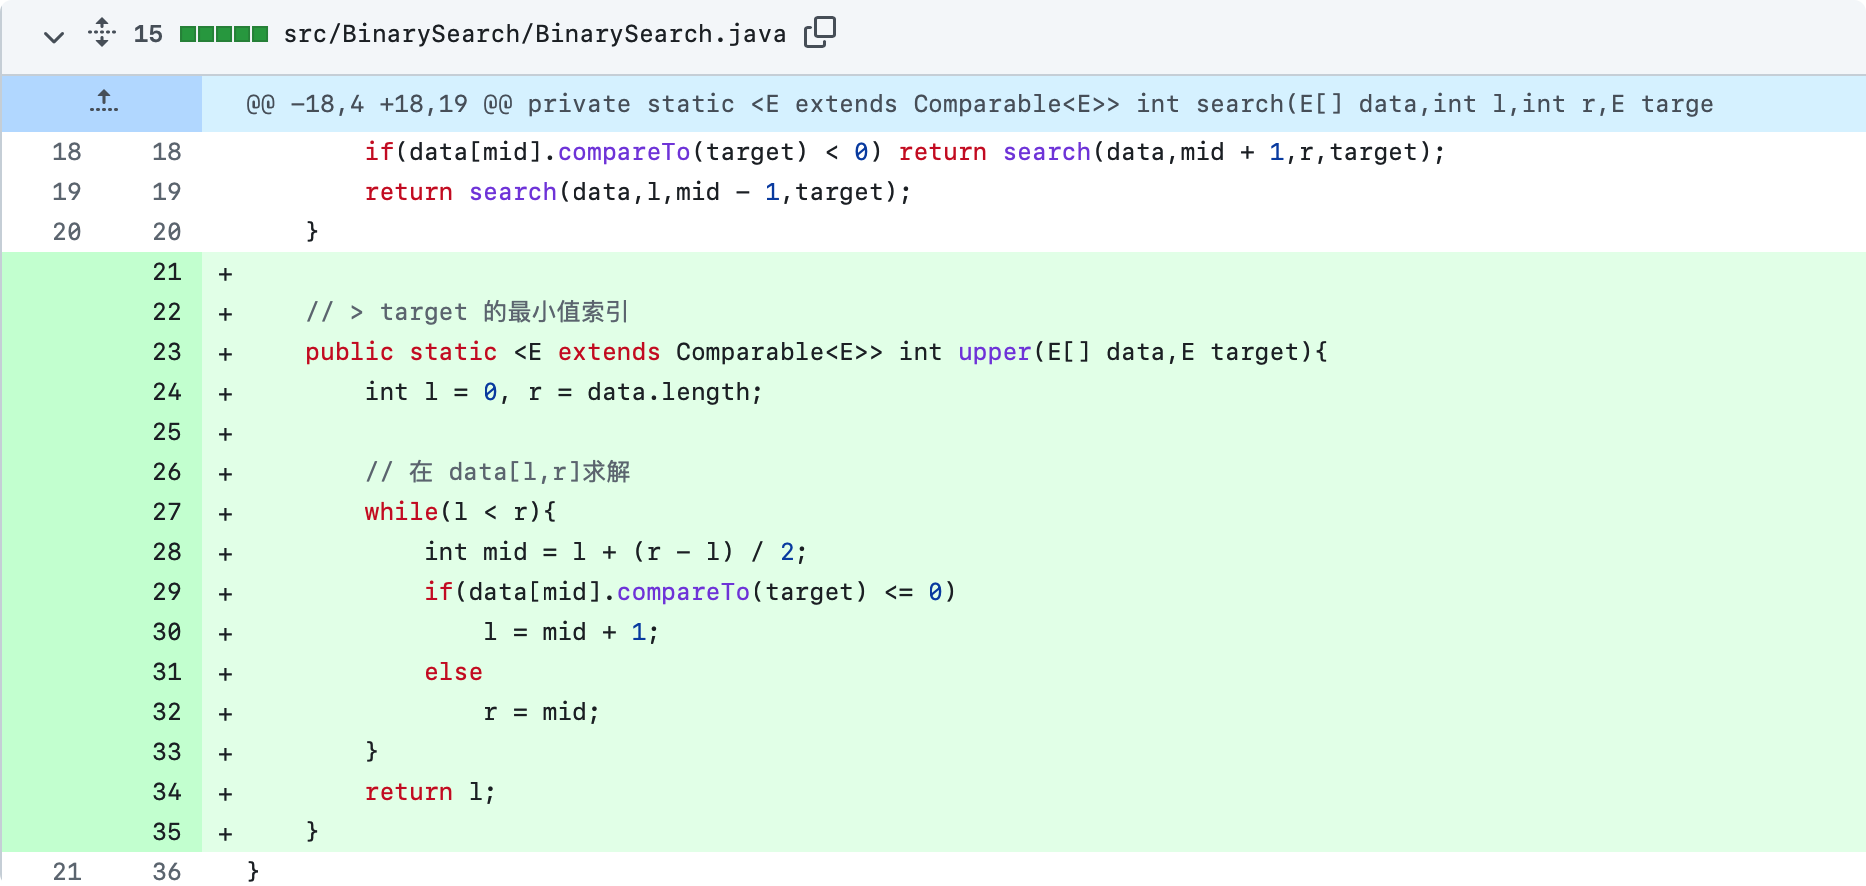 15 src/BinarySearch/BinarySearch.java
@@ -18,4 +18,19 @@ private static <E extends Comparable<E>> int search(E[] data,int l,int r,E targe
18 18 if(data[mid].compareTo(target) < 0) return search(data,mid + 1,r,target);
19 19 return search(data,l,mid - 1,target);
20 20 }
21 +
22 + // > target 的最小值索引
23 + public static <E extends Comparable<E>> int upper(E[] data,E target){
24 + int l = 0, r = data.length;
25 +
26 + // 在 data[l,r]求解
27 + while(l < r){
28 + int mid = l + (r - l) / 2;
29 + if(data[mid].compareTo(target) <= 0)
30 + l = mid + 1;
31 + else
32 + r = mid;
33 + }
34 + return l;
35 + }
21 36 }